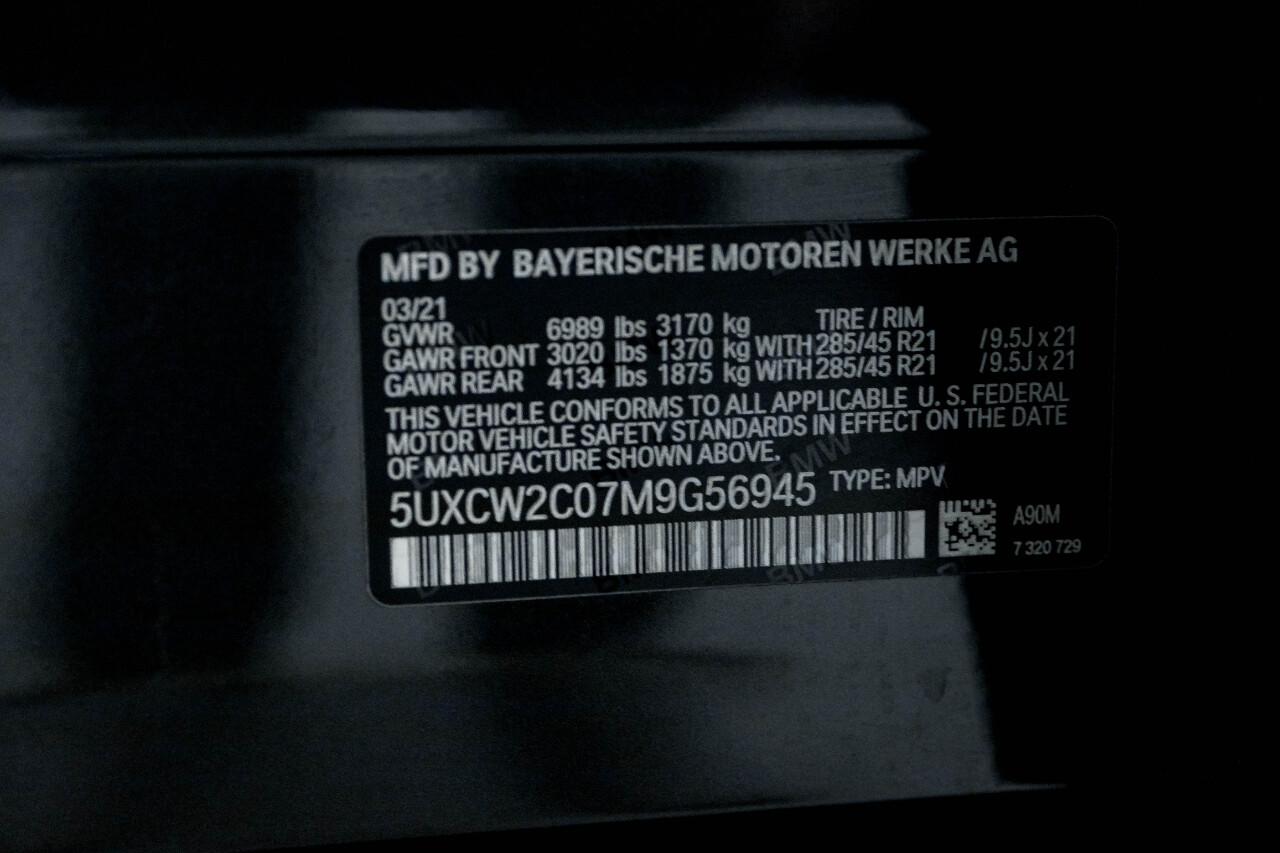 MFD BY BAYERISCHE MOTOREN WERKE AG
03/21
GVWR 6989 lbs 3170 kg TIRE / RIM
GAWR FRONT 3020 lbs 1370 kg WITH 285/45 R21 /9.5J x 21
GAWR REAR 4134 lbs 1875 kg WITH 285/45 R21 /9.5J x 21
THIS VEHICLE CONFORMS TO ALL APPLICABLE U. S. FEDERAL
MOTOR VEHICLE SAFETY STANDARDS IN EFFECT ON THE DATE
OF MANUFACTURE SHOWN ABOVE.
5UXCW2C07M9G56945 TYPE: MPV
A90M
7 320 729